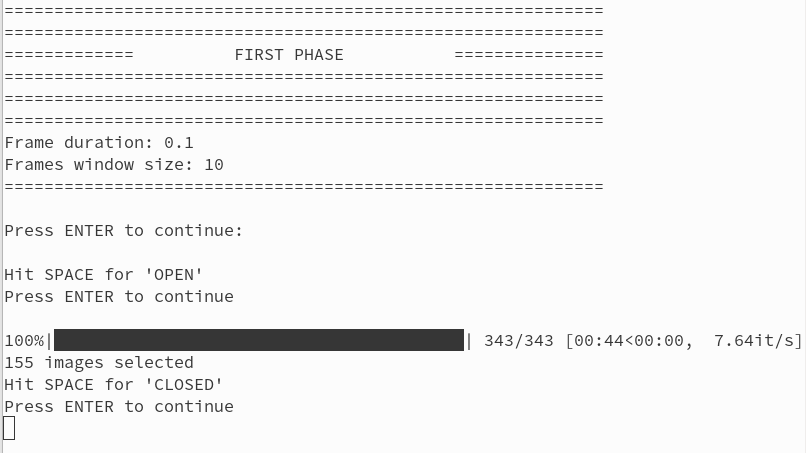 ============================================================
============================================================
=============          FIRST PHASE           ===============
============================================================
============================================================
============================================================
Frame duration: 0.1
Frames window size: 10
============================================================

Press ENTER to continue:

Hit SPACE for 'OPEN'
Press ENTER to continue

100%|█████████████████████████████████████████| 343/343 [00:44<00:00,  7.64it/s]
155 images selected
Hit SPACE for 'CLOSED'
Press ENTER to continue